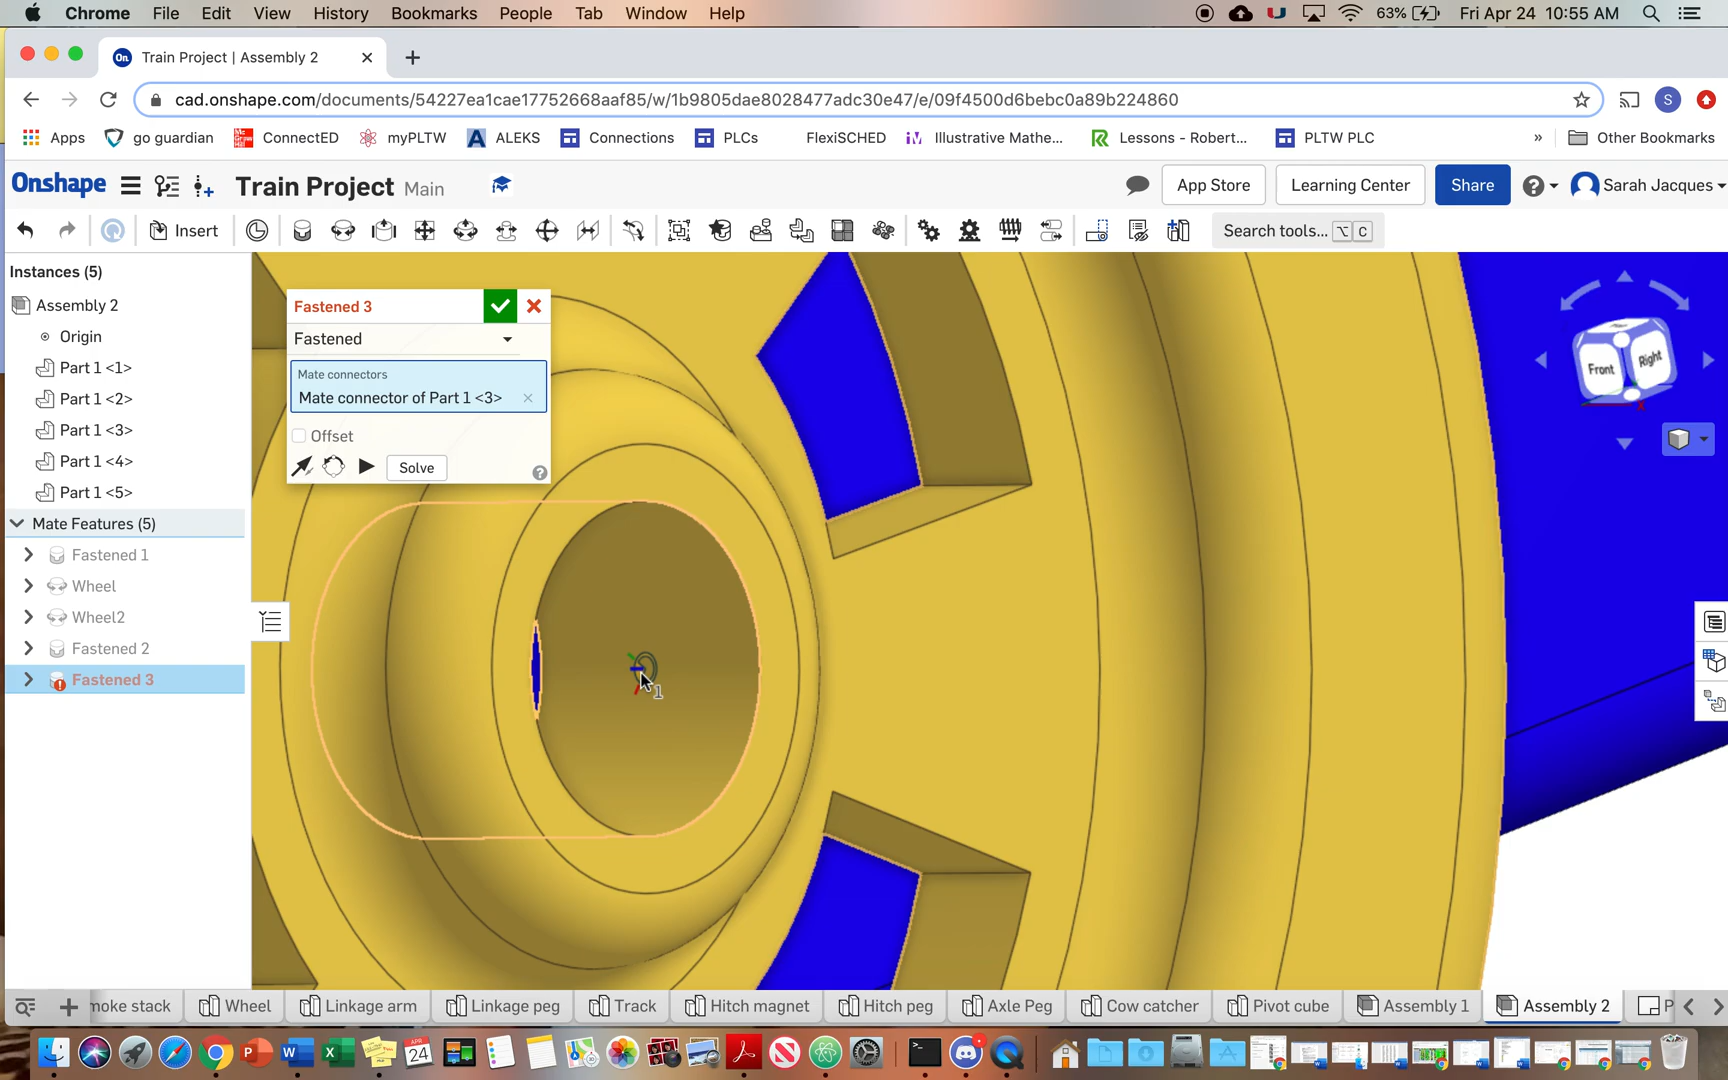 Chrome File Edit View History Bookmarks People Tab Window Help 63% Fri Apr 24 10:55 AM
Train Project | Assembly 2
cad.onshape.com/documents/54227ea1cae17752668aaf85/w/1b9805dae8028477adc30e47/e/09f4500d6bebc0a89b224860
Apps go guardian ConnectED myPLTW ALEKS Connections PLCs FlexiSCHED Illustrative Mathe... Lessons - Robert... PLTW PLC » Other Bookmarks
Onshape Train Project Main App Store Learning Center Share Sarah Jacques
Insert Search tools... ⌥ C
Instances (5)
Assembly 2
Origin
Part 1 <1>
Part 1 <2>
Part 1 <3>
Part 1 <4>
Part 1 <5>
Mate Features (5)
Fastened 1
Wheel
Wheel2
Fastened 2
Fastened 3
Fastened 3
Fastened
Mate connectors
Mate connector of Part 1 <3>
Offset
Solve
1
Front Right
moke stack Wheel Linkage arm Linkage peg Track Hitch magnet Hitch peg Axle Peg Cow catcher Pivot cube Assembly 1 Assembly 2 P